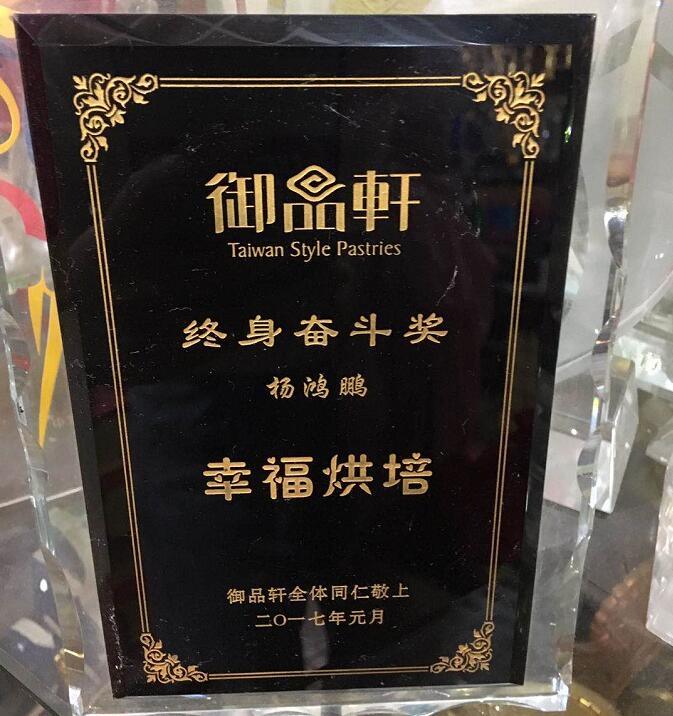 御品軒
Taiwan Style Pastries
终身奋斗奖
杨鸿鹏
幸福烘培
御品轩全体同仁敬上
二〇一七年元月